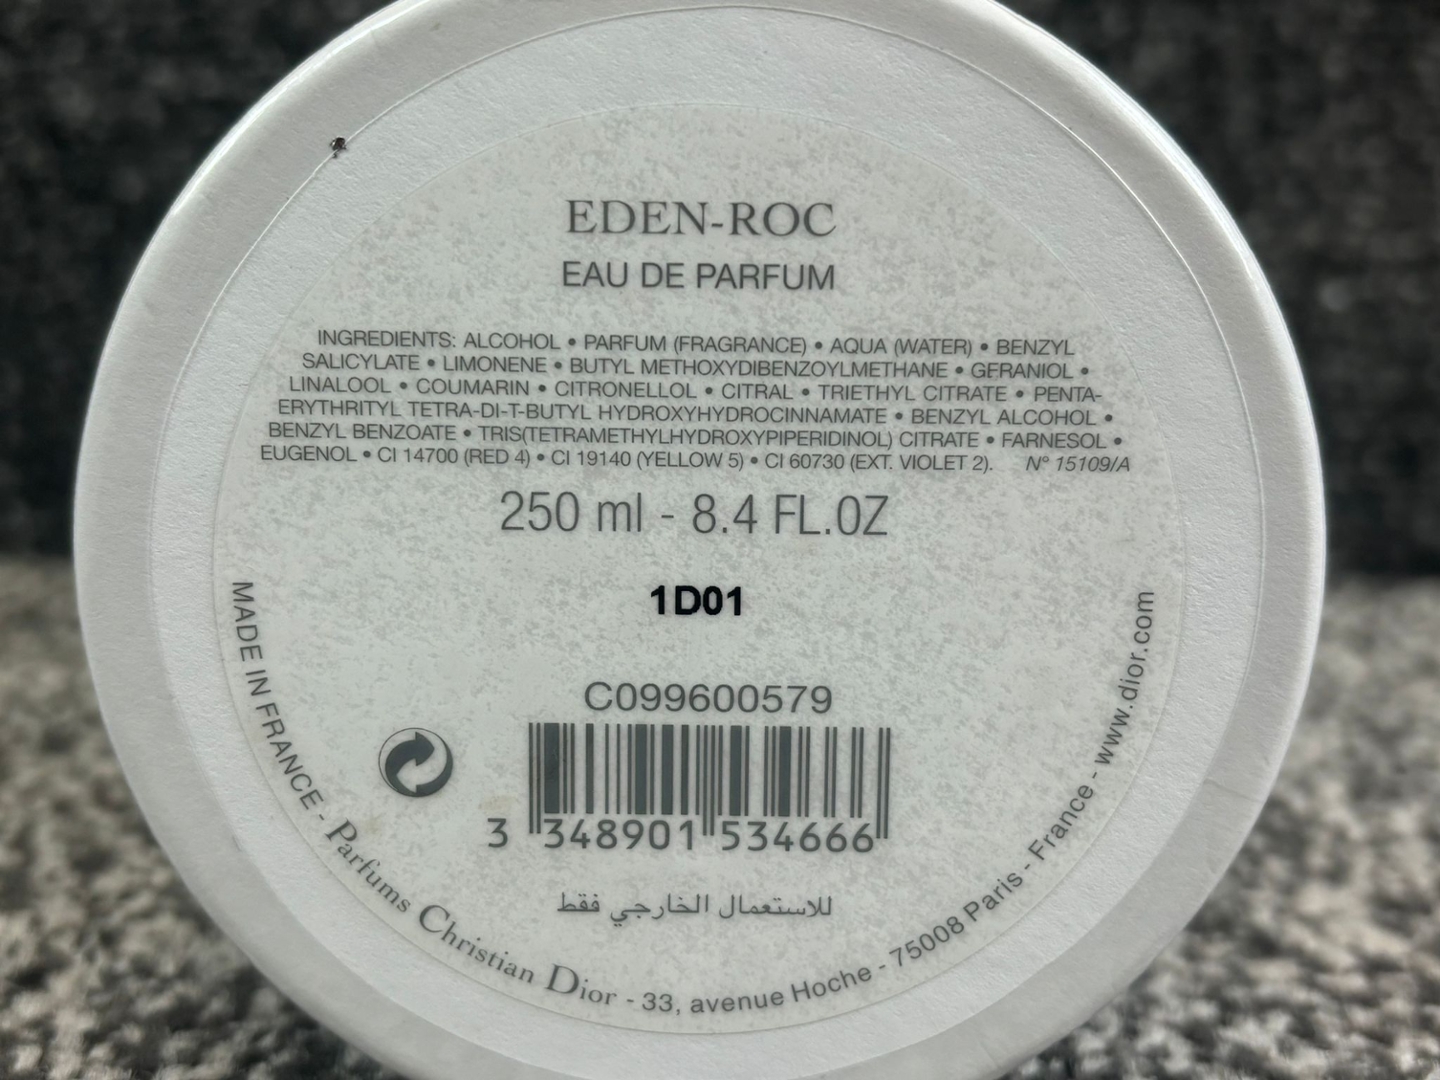 EDEN-ROC
EAU DE PARFUM
INGREDIENTS: ALCOHOL • PARFUM (FRAGRANCE) • AQUA (WATER) • BENZYL
SALICYLATE • LIMONENE • BUTYL METHOXYDIBENZOYLMETHANE • GERANIOL •
LINALOOL • COUMARIN • CITRONELLOL • CITRAL • TRIETHYL CITRATE • PENTA-
ERYTHRITYL TETRA-DI-T-BUTYL HYDROXYHYDROCINNAMATE • BENZYL ALCOHOL •
BENZYL BENZOATE • TRIS(TETRAMETHYLHYDROXYPIPERIDINOL) CITRATE • FARNESOL •
EUGENOL • CI 14700 (RED 4) • CI 19140 (YELLOW 5) • CI 60730 (EXT. VIOLET 2). N° 15109/A
250 ml - 8.4 FL.OZ
1D01
C099600579
3 348901 534666
للاستعمال الخارجي فقط
MADE IN FRANCE - Parfums Christian Dior - 33, avenue Hoche - 75008 Paris - France - www.dior.com